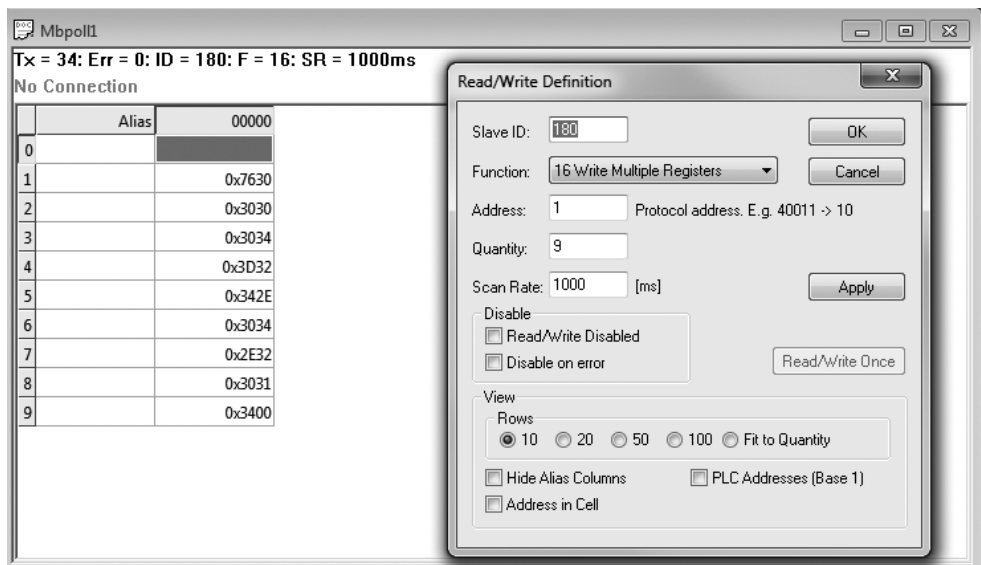 Mbpoll1
Tx = 34: Err = 0: ID = 180: F = 16: SR = 1000ms
No Connection
Alias 00000
0
1 0x7630
2 0x3030
3 0x3034
4 0x3D32
5 0x342E
6 0x3034
7 0x2E32
8 0x3031
9 0x3400
Read/Write Definition
Slave ID: 180 OK
Function: 16 Write Multiple Registers Cancel
Address: 1 Protocol address. E.g. 40011 -> 10
Quantity: 9
Scan Rate: 1000 [ms] Apply
Disable
Read/Write Disabled
Disable on error Read/Write Once
View
Rows
10 20 50 100 Fit to Quantity
Hide Alias Columns PLC Addresses (Base 1)
Address in Cell